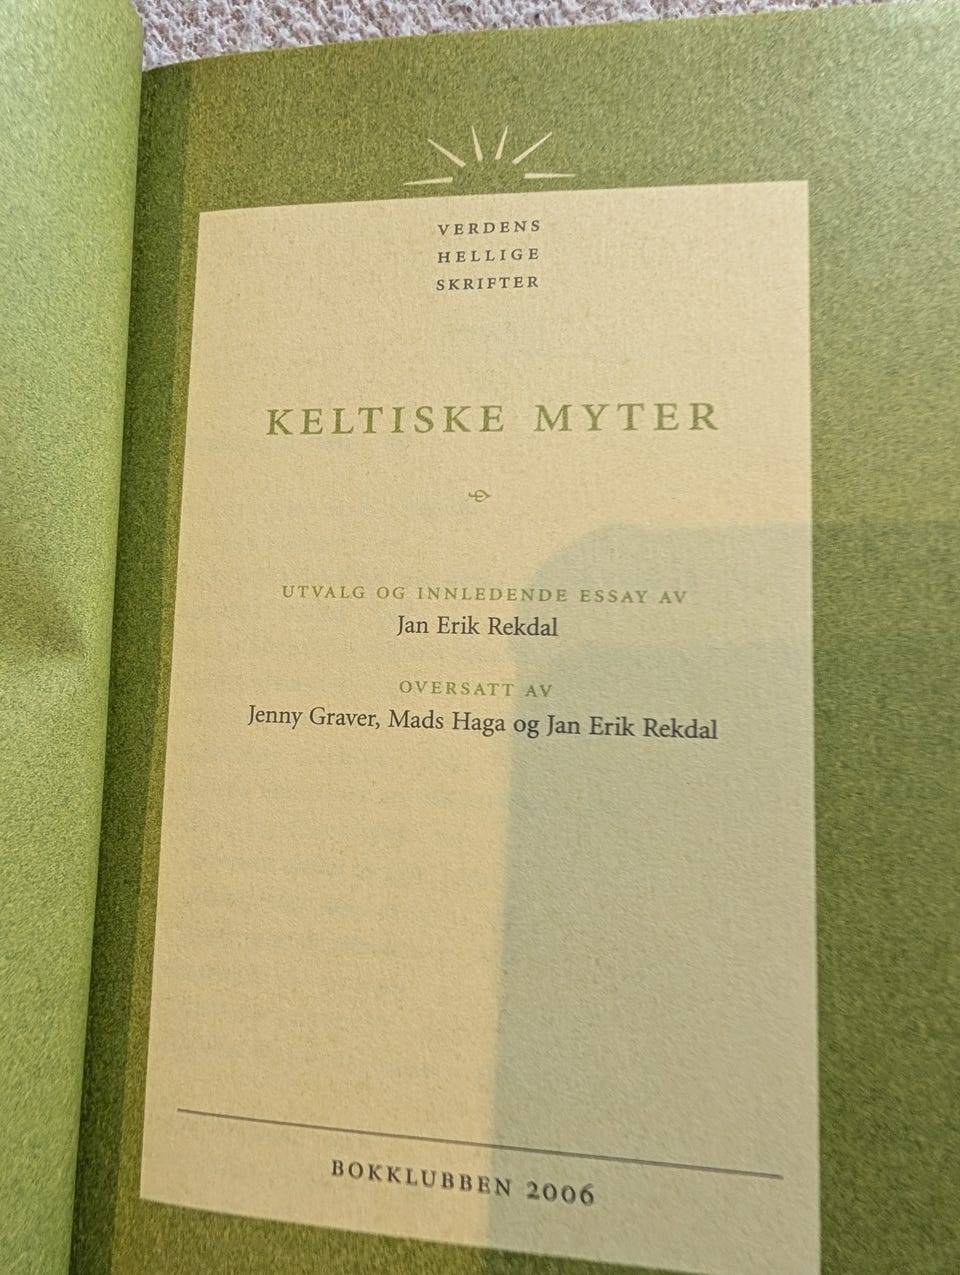 VERDENS
HELLIGE
SKRIFTER
KELTISKE MYTER
UTVALG OG INNLEDENDE ESSAY AV
Jan Erik Rekdal
OVERSATT AV
Jenny Graver, Mads Haga og Jan Erik Rekdal
BOKKLUBBEN 2006